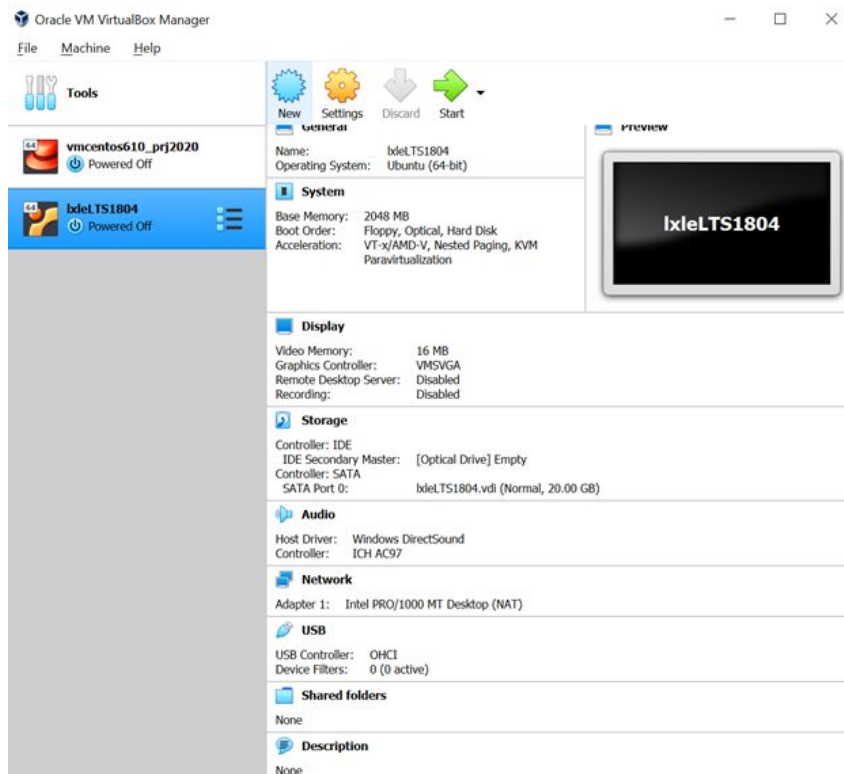 Oracle VM VirtualBox Manager
File Machine Help
Tools
New Settings Discard Start
64 vmcentos610_prj2020
Powered Off
64 lxleLTS1804
Powered Off
General
Name: lxleLTS1804
Operating System: Ubuntu (64-bit)
System
Base Memory: 2048 MB
Boot Order: Floppy, Optical, Hard Disk
Acceleration: VT-x/AMD-V, Nested Paging, KVM
Paravirtualization
Preview
lxleLTS1804
Display
Video Memory: 16 MB
Graphics Controller: VMSVGA
Remote Desktop Server: Disabled
Recording: Disabled
Storage
Controller: IDE
IDE Secondary Master: [Optical Drive] Empty
Controller: SATA
SATA Port 0: lxleLTS1804.vdi (Normal, 20.00 GB)
Audio
Host Driver: Windows DirectSound
Controller: ICH AC97
Network
Adapter 1: Intel PRO/1000 MT Desktop (NAT)
USB
USB Controller: OHCI
Device Filters: 0 (0 active)
Shared folders
None
Description
None